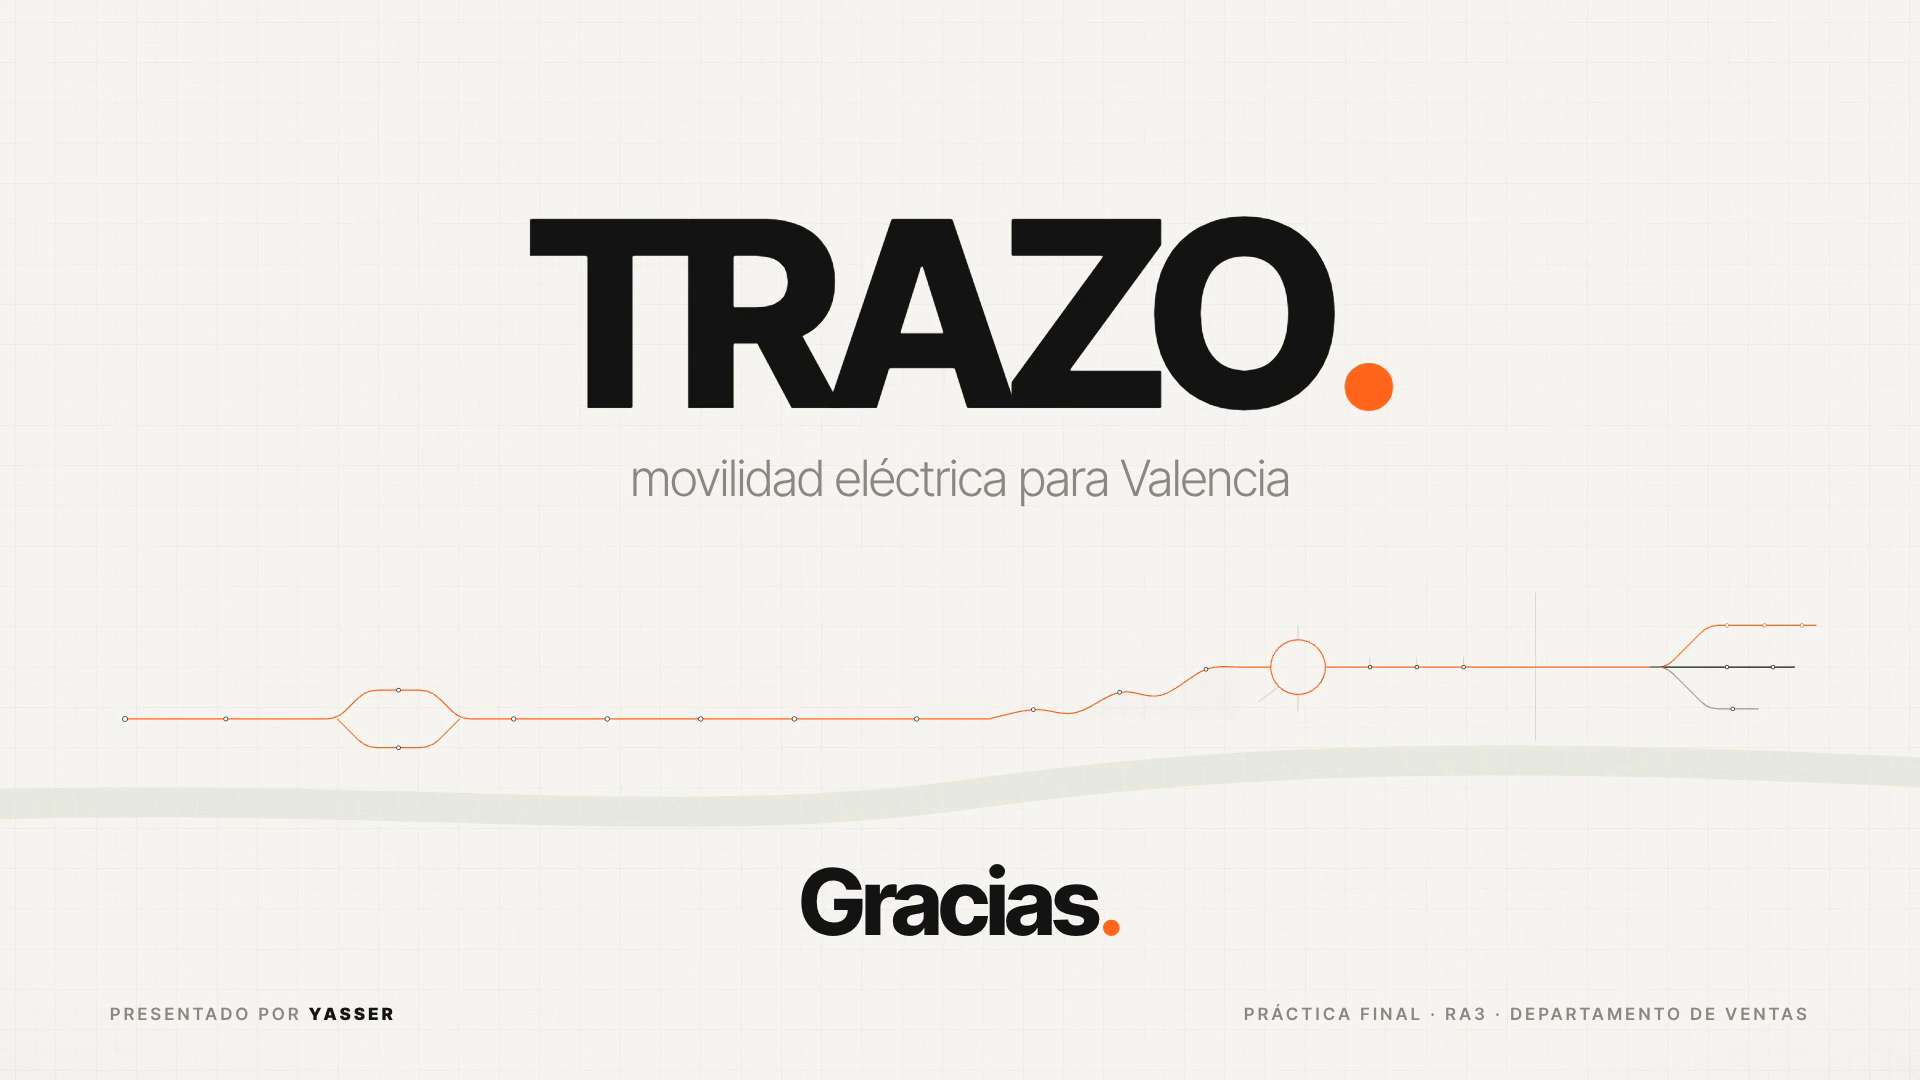 TRAZO.
movilidad eléctrica para Valencia
Gracias.
PRESENTADO POR YASSER
PRÁCTICA FINAL · RA3 · DEPARTAMENTO DE VENTAS